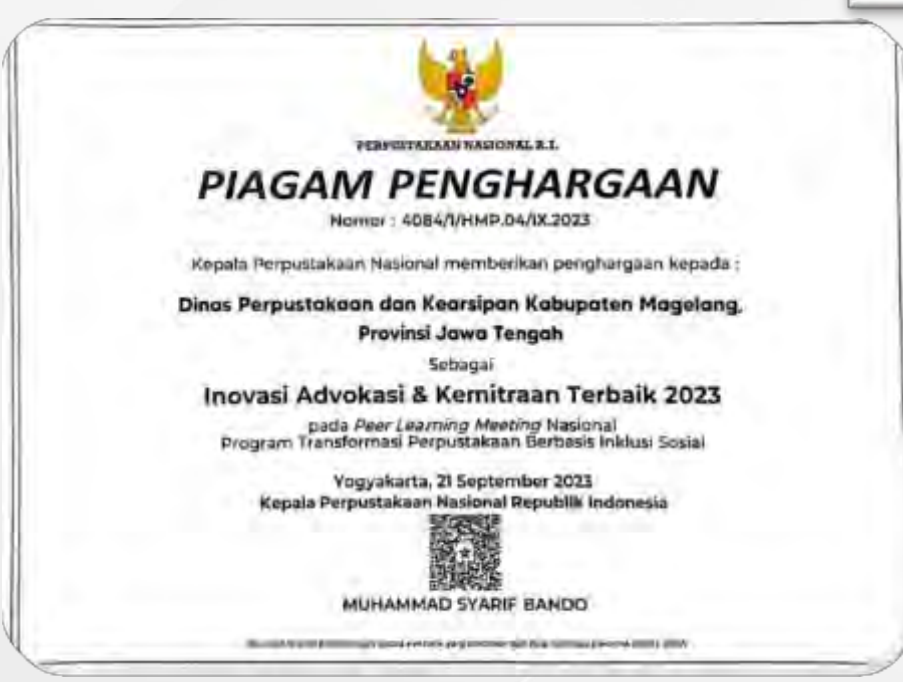 PERPUSTAKAAN NASIONAL R.I.
PIAGAM PENGHARGAAN
Nomor : 4084/1/HMP.04/IX.2023
Kepala Perpustakaan Nasional memberikan penghargaan kepada :
Dinas Perpustakaan dan Kearsipan Kabupaten Magelang,
Provinsi Jawa Tengah
Sebagai
Inovasi Advokasi & Kemitraan Terbaik 2023
pada Peer Learning Meeting Nasional
Program Transformasi Perpustakaan Berbasis Inklusi Sosial
Yogyakarta, 21 September 2023
Kepala Perpustakaan Nasional Republik Indonesia
MUHAMMAD SYARIF BANDO